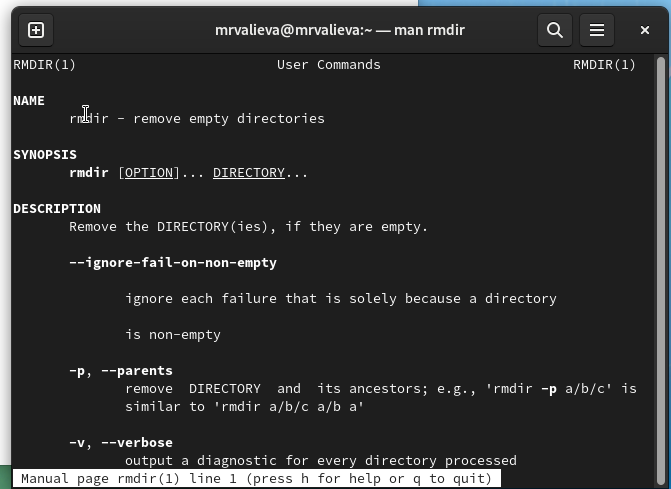 mrvalieva@mrvalieva:~ — man rmdir
RMDIR(1) User Commands RMDIR(1)
NAME
rmdir - remove empty directories
SYNOPSIS
rmdir [OPTION]... DIRECTORY...
DESCRIPTION
Remove the DIRECTORY(ies), if they are empty.
--ignore-fail-on-non-empty
ignore each failure that is solely because a directory
is non-empty
-p, --parents
remove DIRECTORY and its ancestors; e.g., 'rmdir -p a/b/c' is
similar to 'rmdir a/b/c a/b a'
-v, --verbose
output a diagnostic for every directory processed
Manual page rmdir(1) line 1 (press h for help or q to quit)